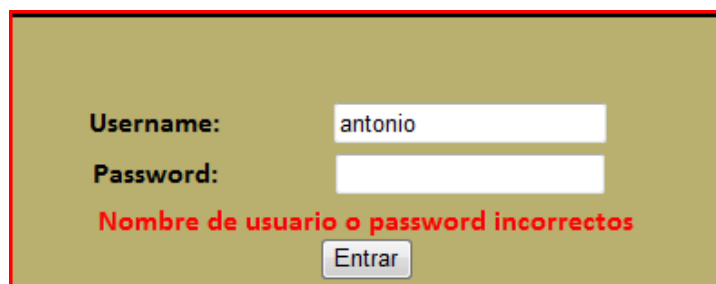 Username: antonio
Password:
Nombre de usuario o password incorrectos
Entrar